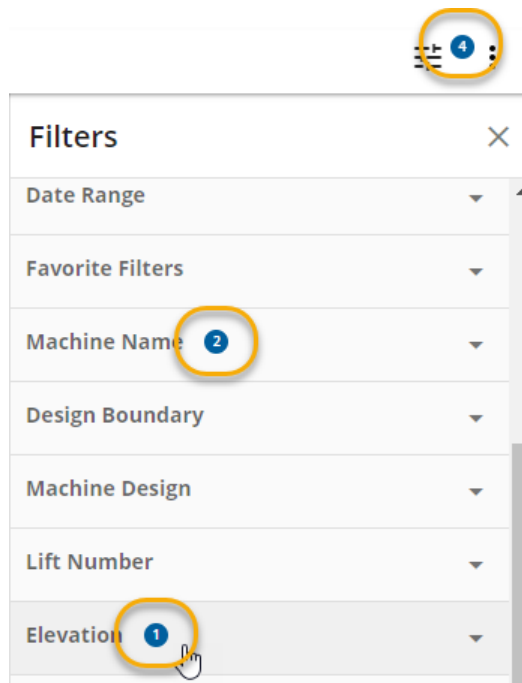 4
Filters
Date Range
Favorite Filters
Machine Name 2
Design Boundary
Machine Design
Lift Number
Elevation 1